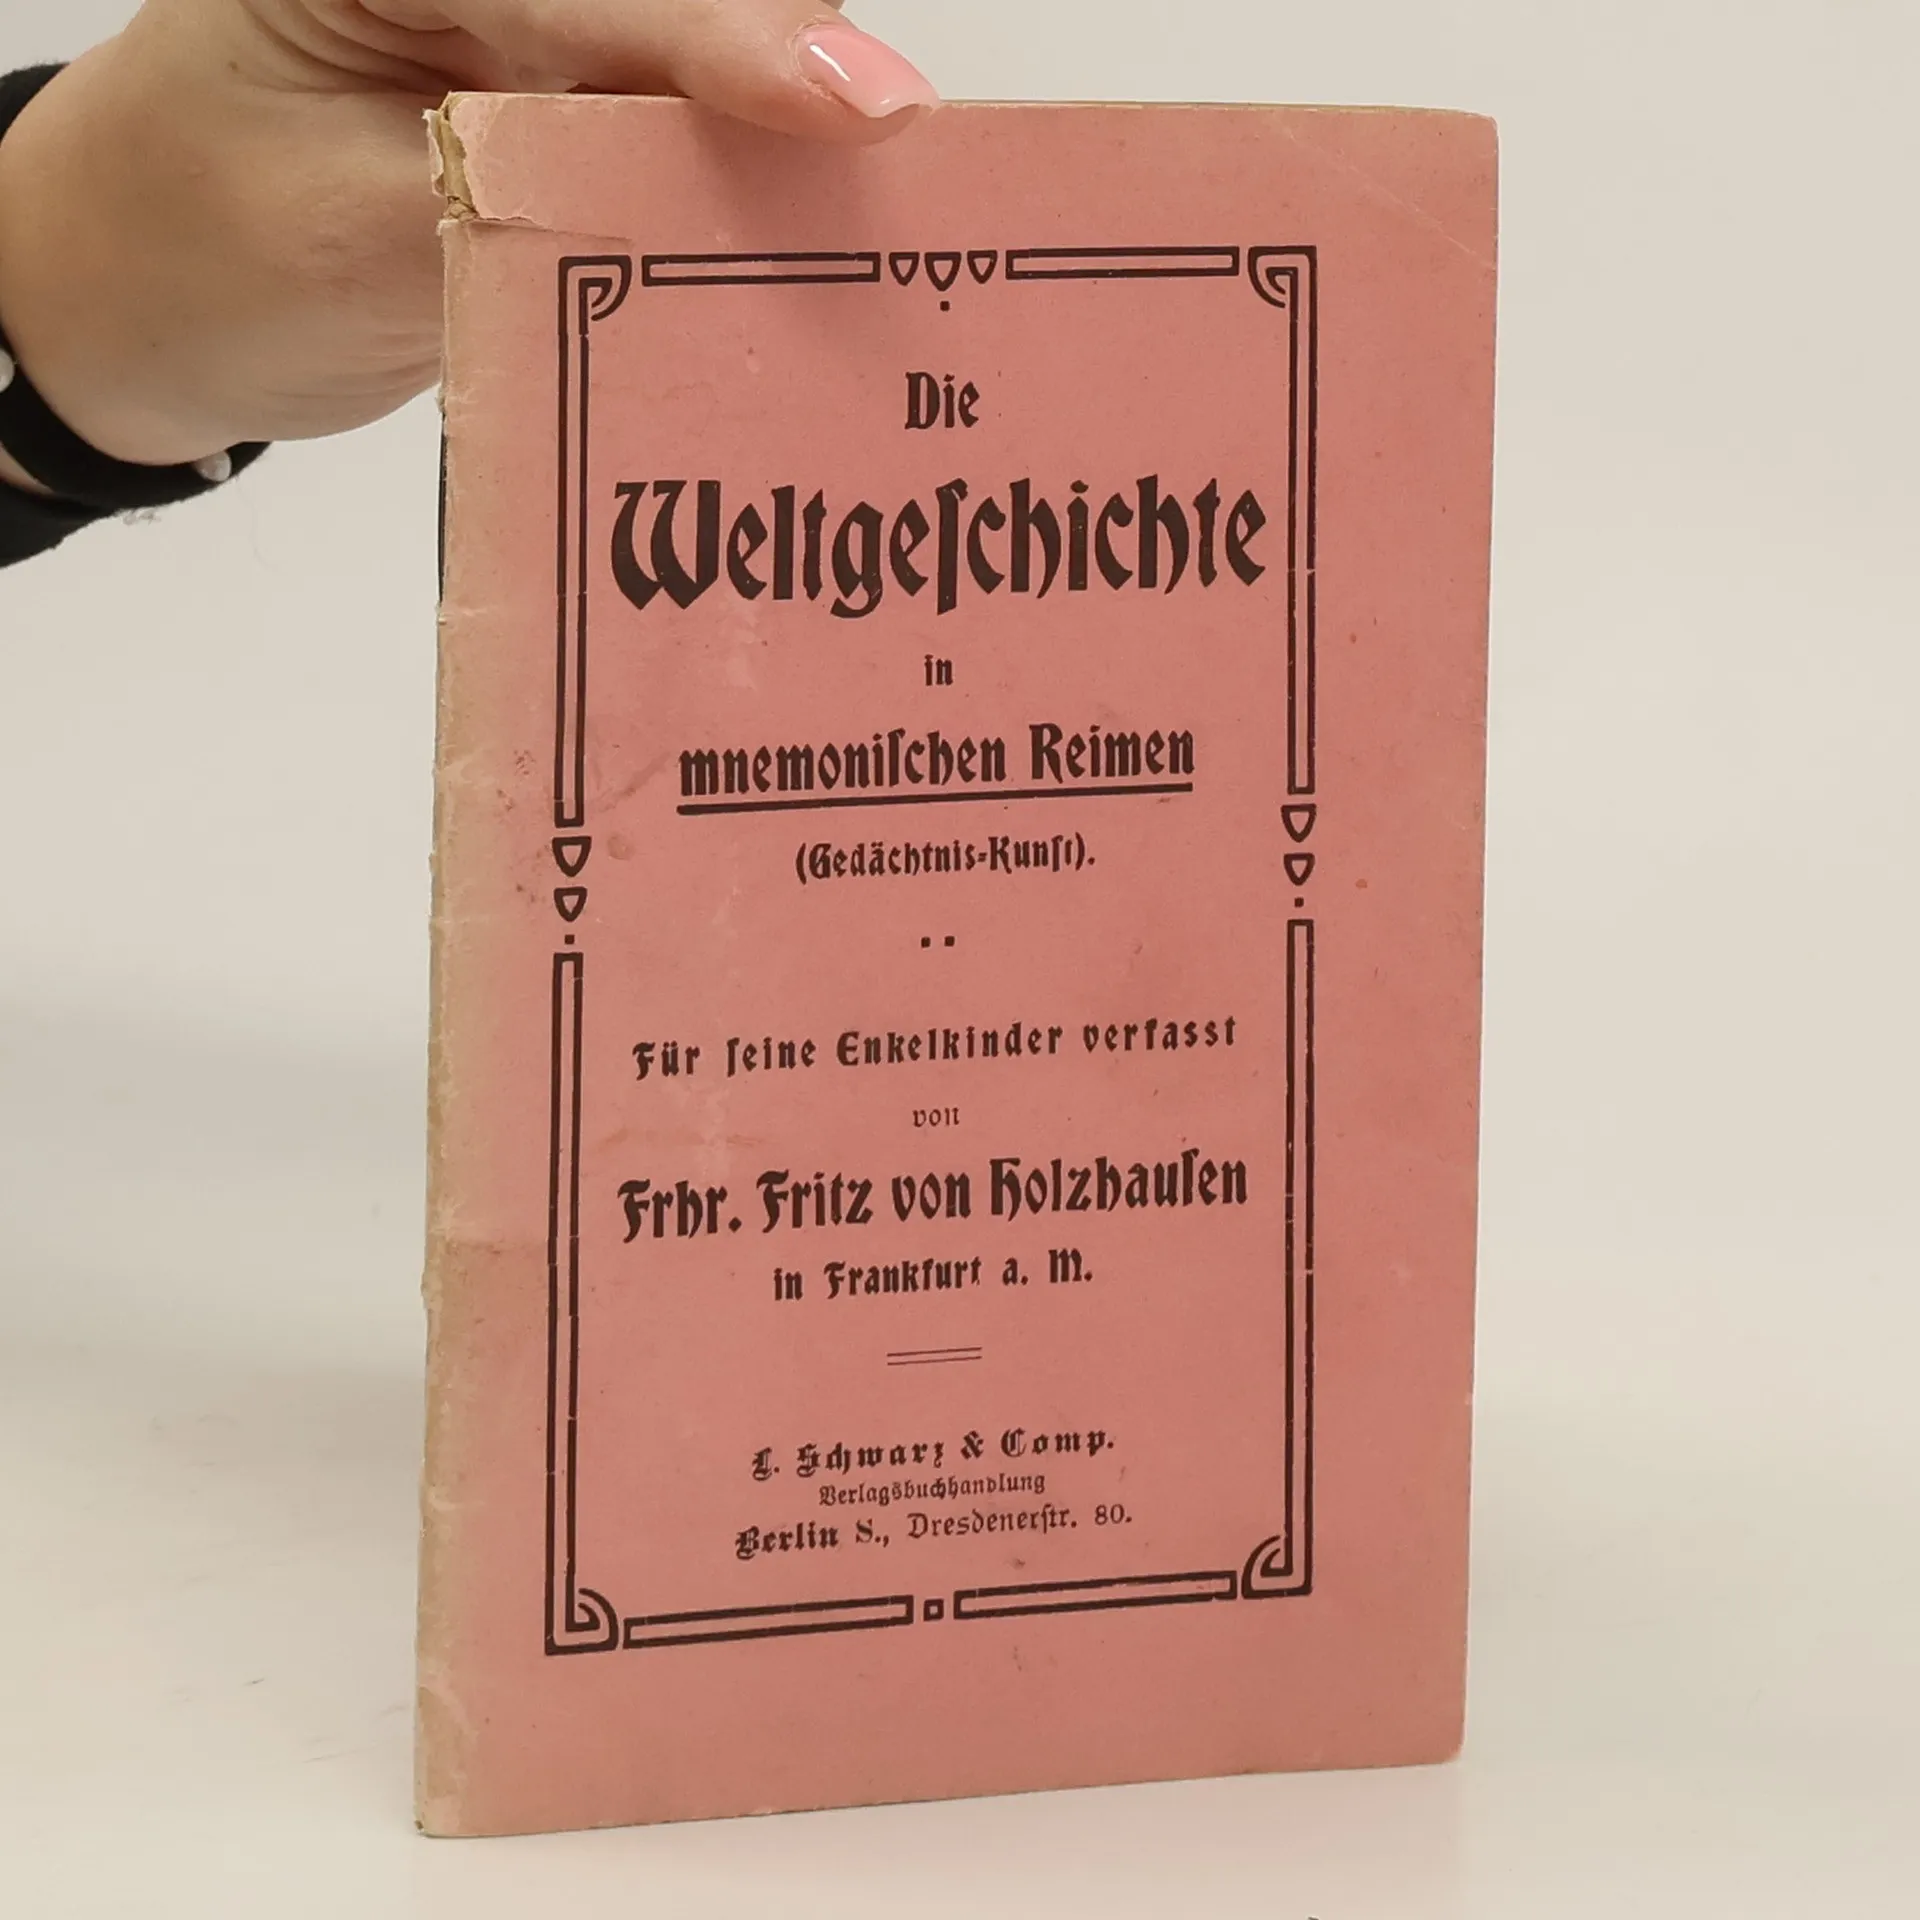 Die
Weltgeſchichte
in
mnemoniſchen Reimen
(Gedächtnis-Kunſt).
Für ſeine Enkelkinder verfasst
von
Frhr. Fritz von Holzhauſen
in Frankfurt a. M.
L. Schwarz & Comp.
Verlagsbuchhandlung
Berlin S., Dresdenerſtr. 80.